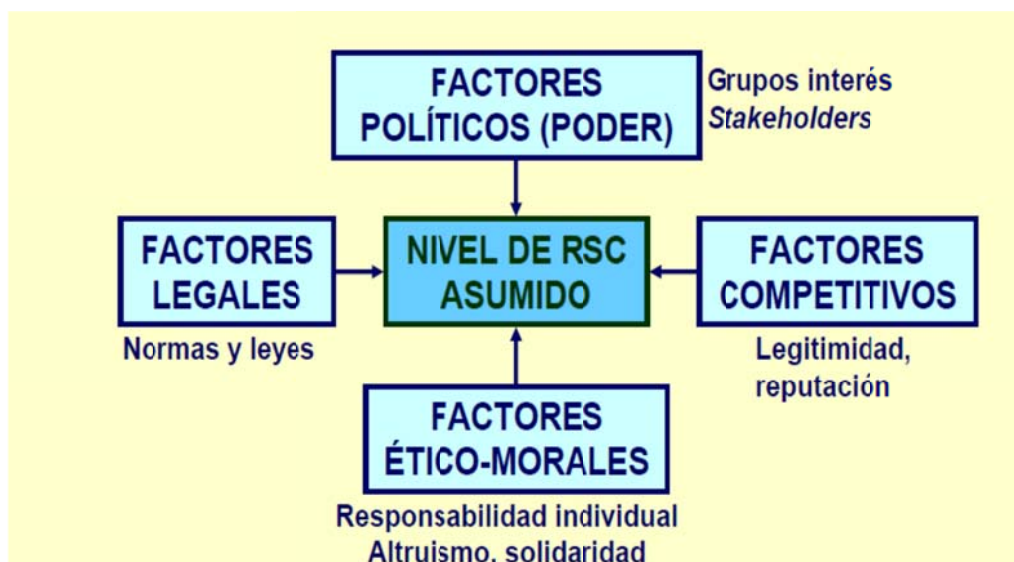 FACTORES
POLÍTICOS (PODER)
Grupos interés
Stakeholders
FACTORES
LEGALES
Normas y leyes
NIVEL DE RSC
ASUMIDO
FACTORES
COMPETITIVOS
Legitimidad,
reputación
FACTORES
ÉTICO-MORALES
Responsabilidad individual
Altruismo, solidaridad